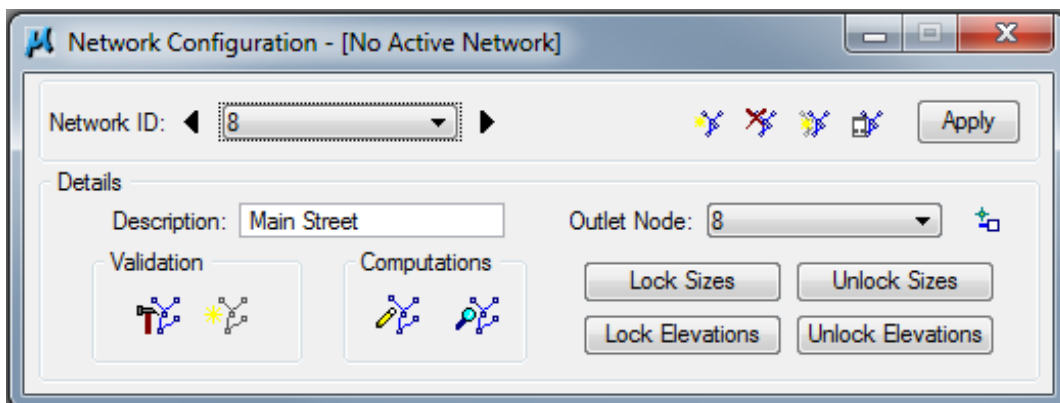 Network Configuration - [No Active Network]
Network ID: 8 Apply
Details
Description: Main Street Outlet Node: 8
Validation Computations
Lock Sizes Unlock Sizes
Lock Elevations Unlock Elevations